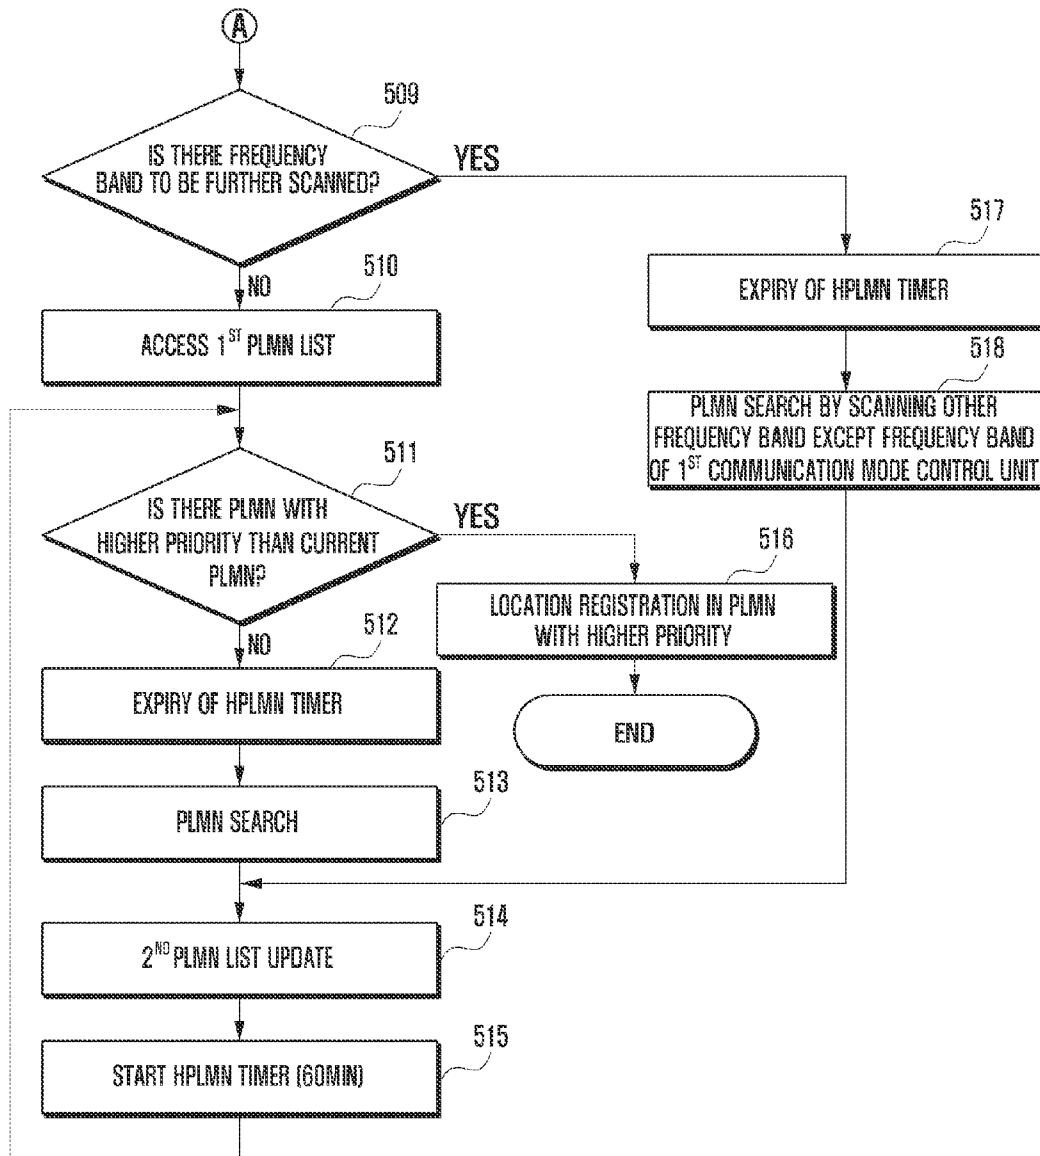 A
509
IS THERE FREQUENCY
BAND TO BE FURTHER SCANNED?
YES
NO
517
EXPIRY OF HPLMN TIMER
510
ACCESS 1ST PLMN LIST
518
PLMN SEARCH BY SCANNING OTHER
FREQUENCY BAND EXCEPT FREQUENCY BAND
OF 1ST COMMUNICATION MODE CONTROL UNIT
511
IS THERE PLMN WITH
HIGHER PRIORITY THAN CURRENT
PLMN?
YES
NO
516
LOCATION REGISTRATION IN PLMN
WITH HIGHER PRIORITY
END
512
EXPIRY OF HPLMN TIMER
513
PLMN SEARCH
514
2ND PLMN LIST UPDATE
515
START HPLMN TIMER (60MIN)